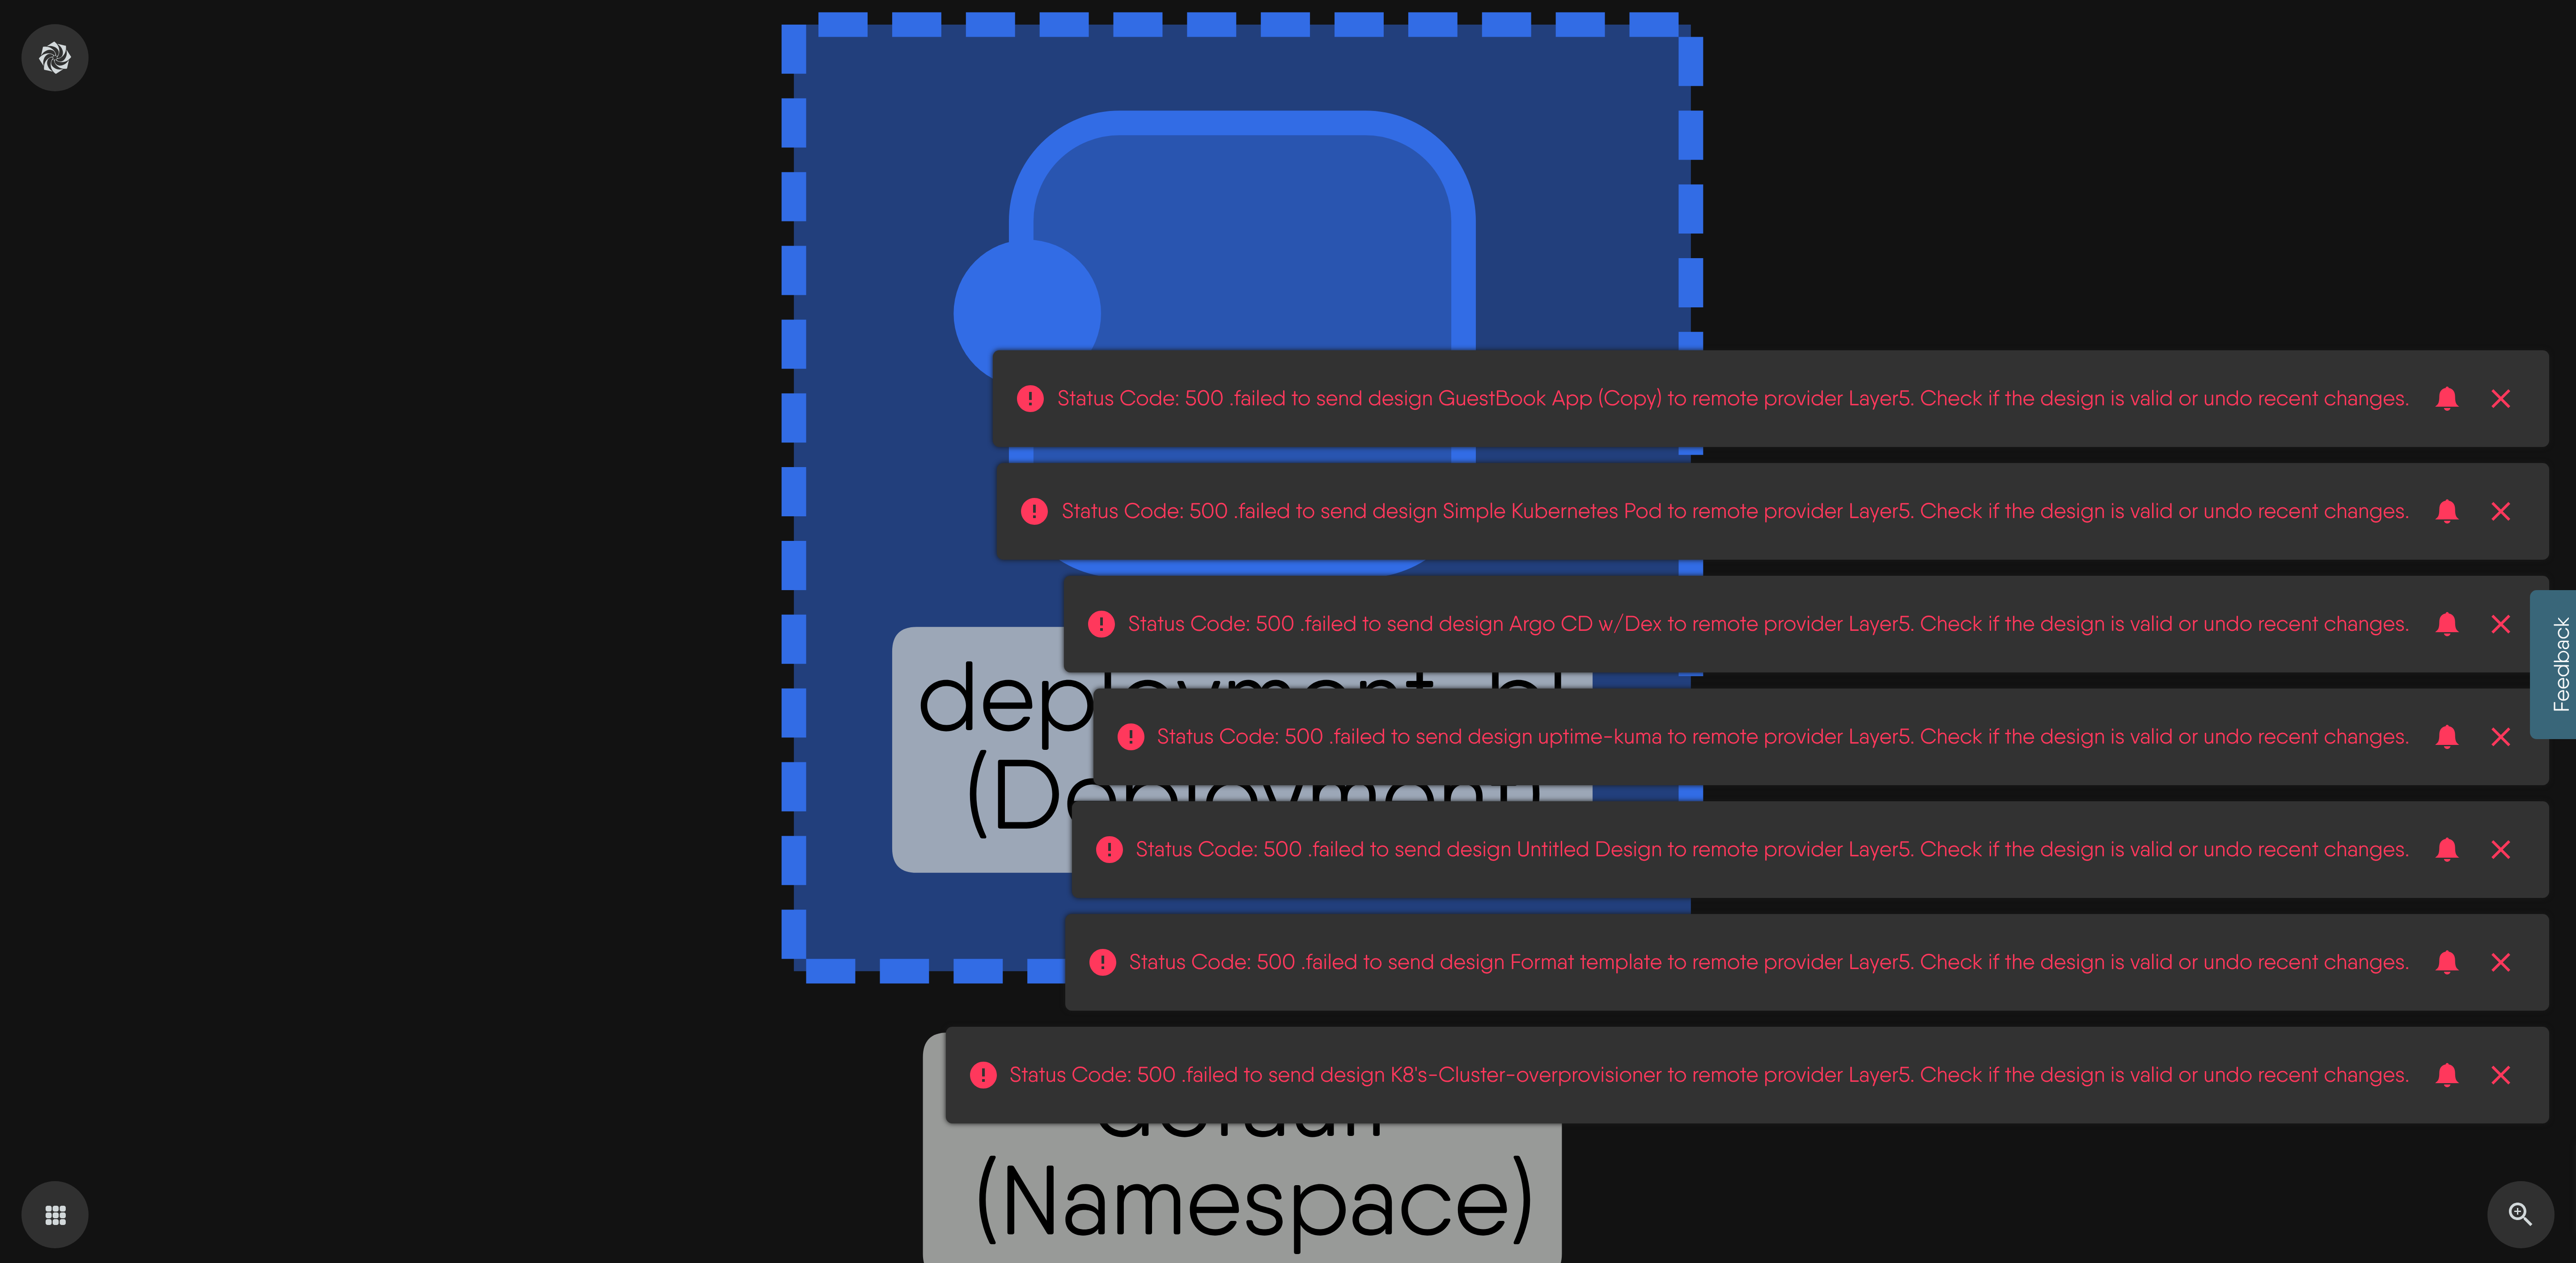 Status Code: 500 .failed to send design GuestBook App (Copy) to remote provider Layer5. Check if the design is valid or undo recent changes.
Status Code: 500 .failed to send design Simple Kubernetes Pod to remote provider Layer5. Check if the design is valid or undo recent changes.
Status Code: 500 .failed to send design Argo CD w/Dex to remote provider Layer5. Check if the design is valid or undo recent changes.
Status Code: 500 .failed to send design uptime-kuma to remote provider Layer5. Check if the design is valid or undo recent changes.
Status Code: 500 .failed to send design Untitled Design to remote provider Layer5. Check if the design is valid or undo recent changes.
Status Code: 500 .failed to send design Format template to remote provider Layer5. Check if the design is valid or undo recent changes.
Status Code: 500 .failed to send design K8's-Cluster-overprovisioner to remote provider Layer5. Check if the design is valid or undo recent changes.
(Deployment)
default
(Namespace)
Feedback